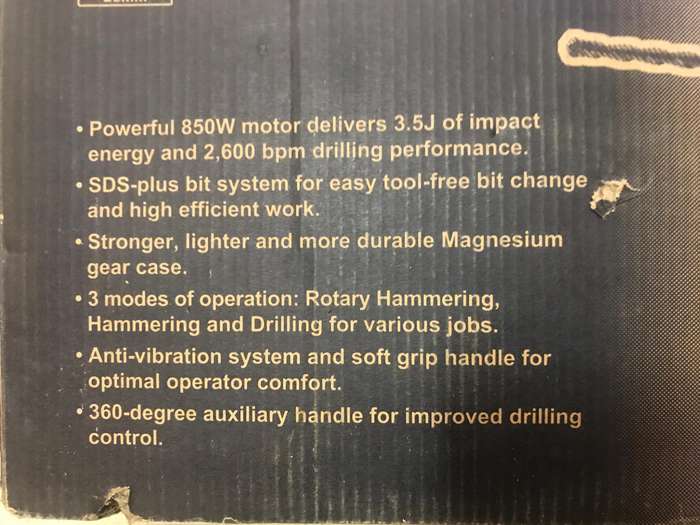 • Powerful 850W motor delivers 3.5J of impact
energy and 2,600 bpm drilling performance.
• SDS-plus bit system for easy tool-free bit change
and high efficient work.
• Stronger, lighter and more durable Magnesium
gear case.
• 3 modes of operation: Rotary Hammering,
Hammering and Drilling for various jobs.
• Anti-vibration system and soft grip handle for
optimal operator comfort.
• 360-degree auxiliary handle for improved drilling
control.